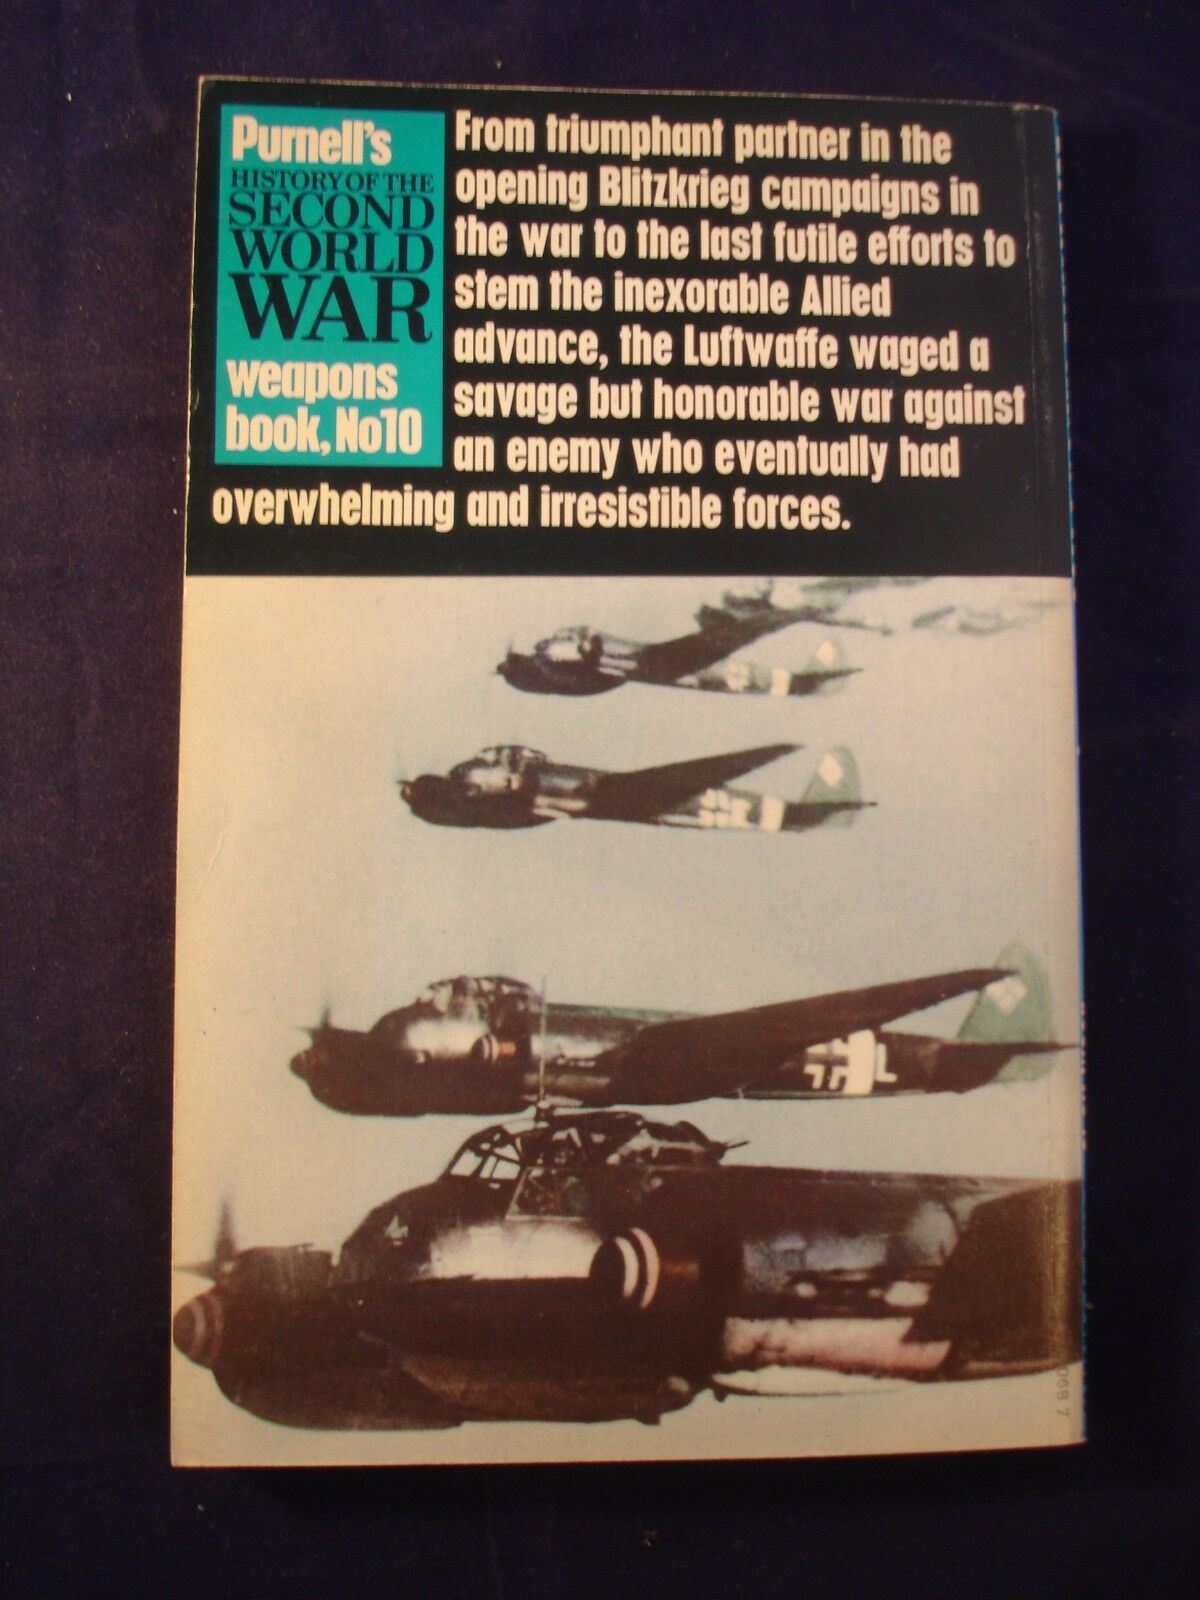 Purnell's
HISTORY OF THE
SECOND
WORLD
WAR
weapons
book, No10
From triumphant partner in the
opening Blitzkrieg campaigns in
the war to the last futile efforts to
stem the inexorable Allied
advance, the Luftwaffe waged a
savage but honorable war against
an enemy who eventually had
overwhelming and irresistible forces.
L
068 7